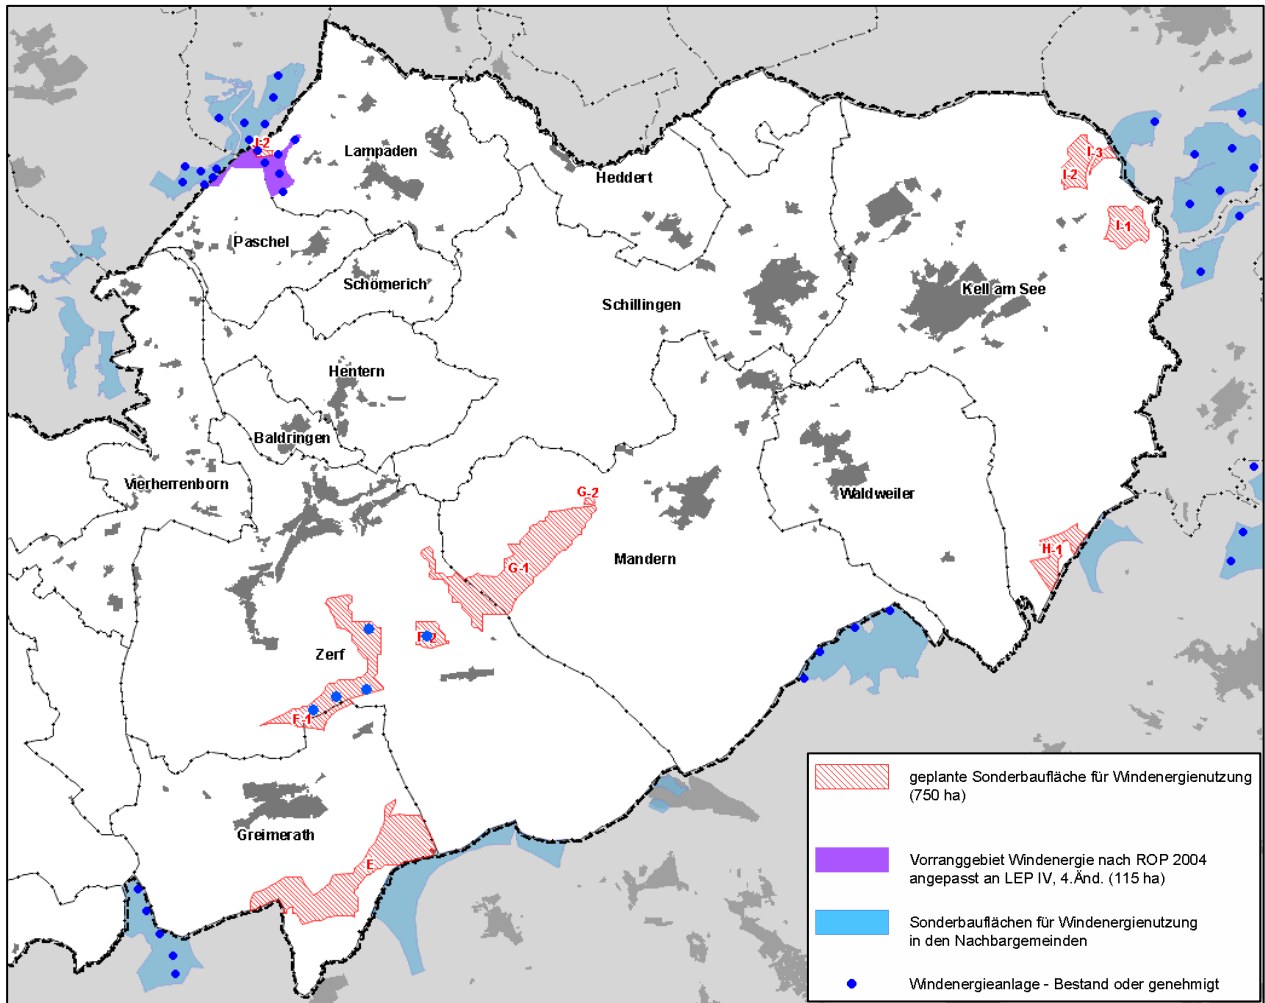 J-2
Lampaden
Heddert
I-3
I-2
I-1
Paschel
Schömerich
Schillingen
Kell am See
Hentern
Baldringen
Vierherrenborn
G-2
Waldweiler
Mandern
G-1
H-1
F-2
Zerf
F-1
Greimerath
E
geplante Sonderbaufläche für Windenergienutzung
(750 ha)
Vorranggebiet Windenergie nach ROP 2004
angepasst an LEP IV, 4.Änd. (115 ha)
Sonderbauflächen für Windenergienutzung
in den Nachbargemeinden
Windenergieanlage - Bestand oder genehmigt